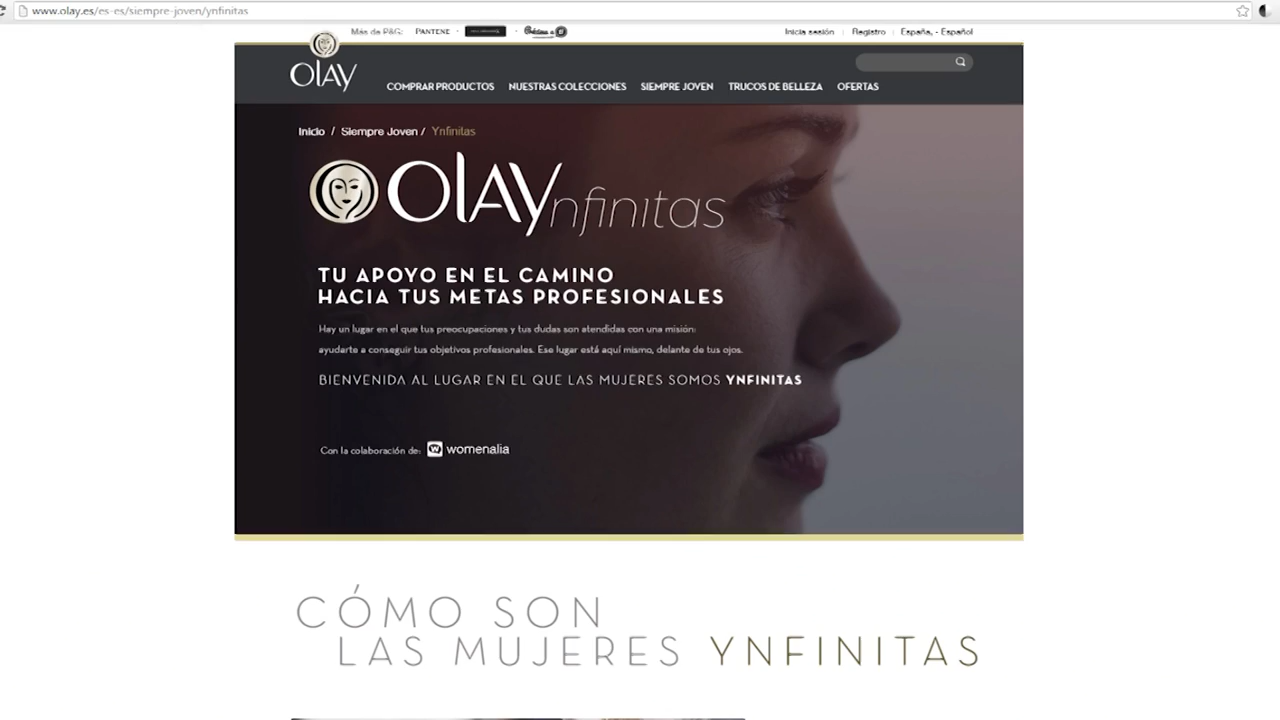 www.olay.es/es-es/siempre-joven/ynfinitas
Más de P&G: PANTENE
Inicia sesión Registro España, - Español
OLAY
COMPRAR PRODUCTOS NUESTRAS COLECCIONES SIEMPRE JOVEN TRUCOS DE BELLEZA OFERTAS
Inicio / Siempre Joven / Ynfinitas
OLAYnfinitas
TU APOYO EN EL CAMINO
HACIA TUS METAS PROFESIONALES
Hay un lugar en el que tus preocupaciones y tus dudas son atendidas con una misión:
ayudarte a conseguir tus objetivos profesionales. Ese lugar está aquí mismo, delante de tus ojos.
BIENVENIDA AL LUGAR EN EL QUE LAS MUJERES SOMOS YNFINITAS
Con la colaboración de: womenalia
CÓMO SON
LAS MUJERES YNFINITAS